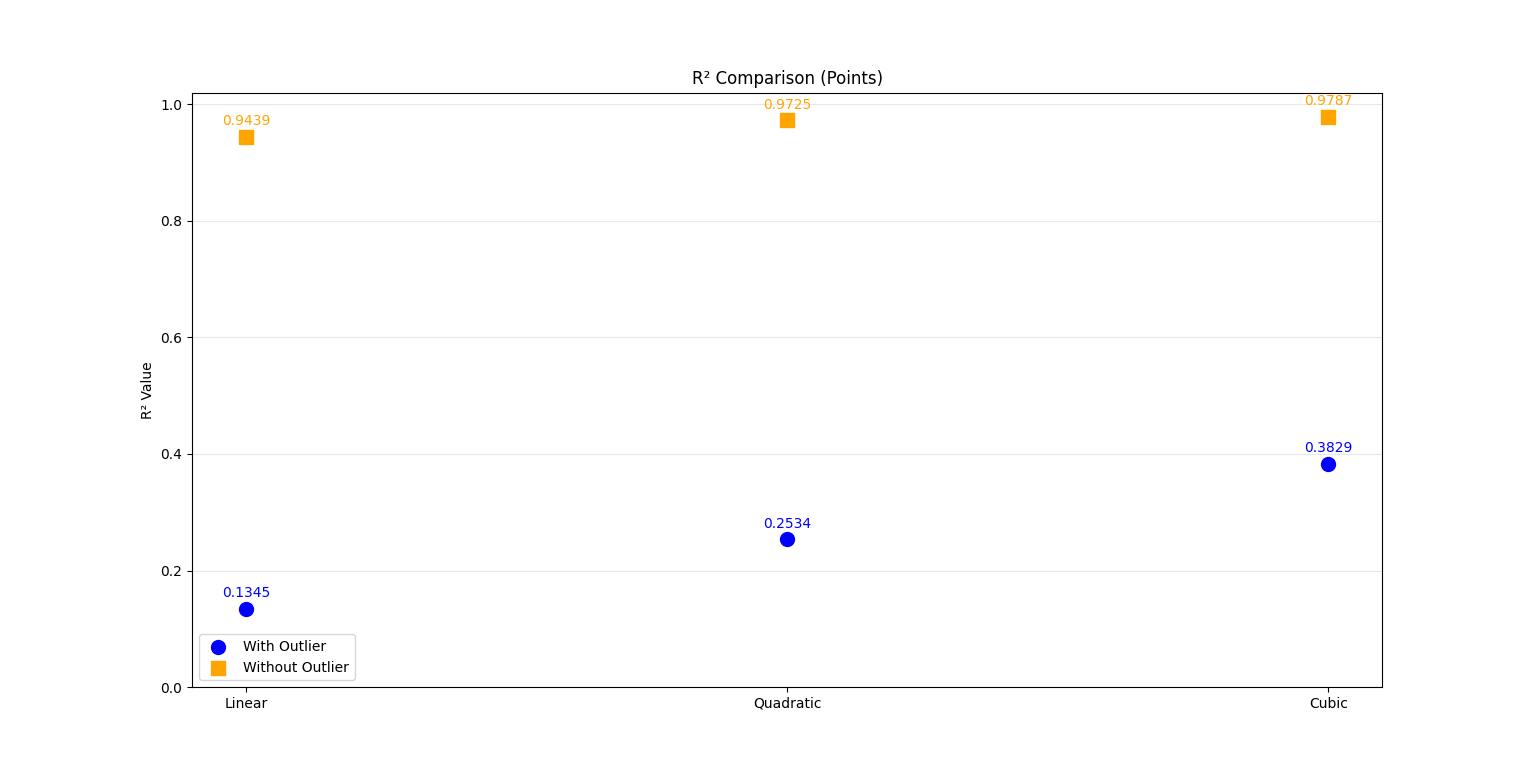 R² Comparison (Points)
1.0
0.8
0.6
0.4
0.2
0.0
R² Value
0.9439
0.9725
0.9787
0.3829
0.2534
0.1345
With Outlier
Without Outlier
Linear
Quadratic
Cubic